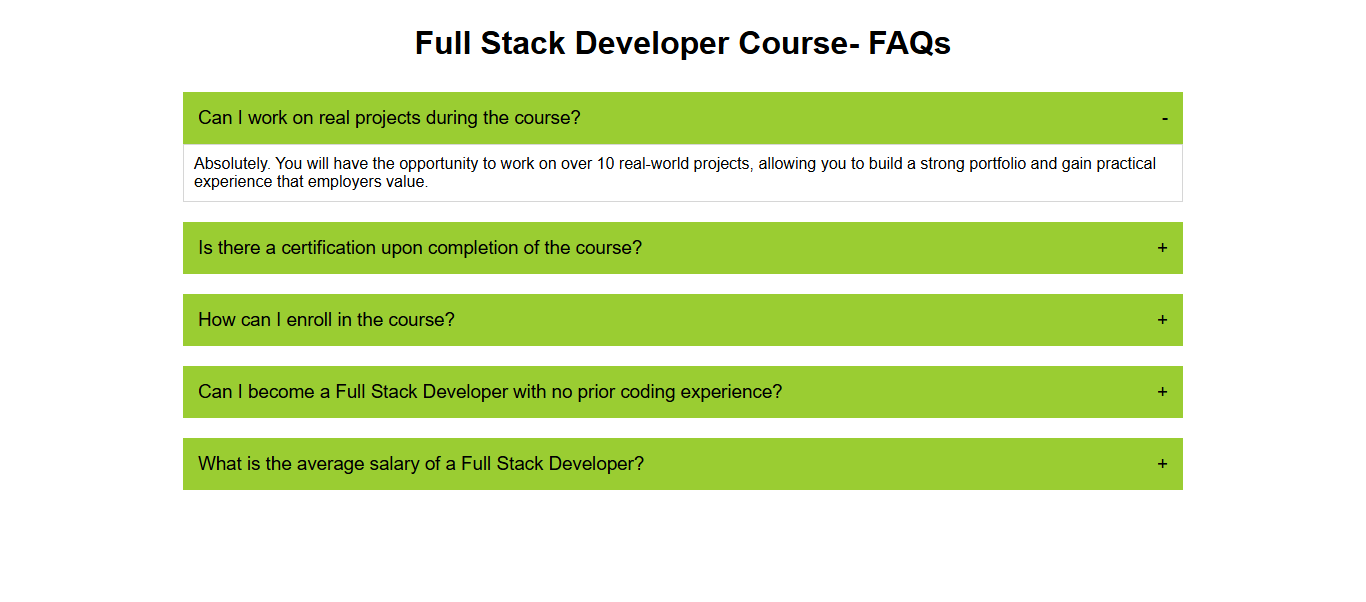 Full Stack Developer Course- FAQs
Can I work on real projects during the course? -
Absolutely. You will have the opportunity to work on over 10 real-world projects, allowing you to build a strong portfolio and gain practical
experience that employers value.
Is there a certification upon completion of the course? +
How can I enroll in the course? +
Can I become a Full Stack Developer with no prior coding experience? +
What is the average salary of a Full Stack Developer? +